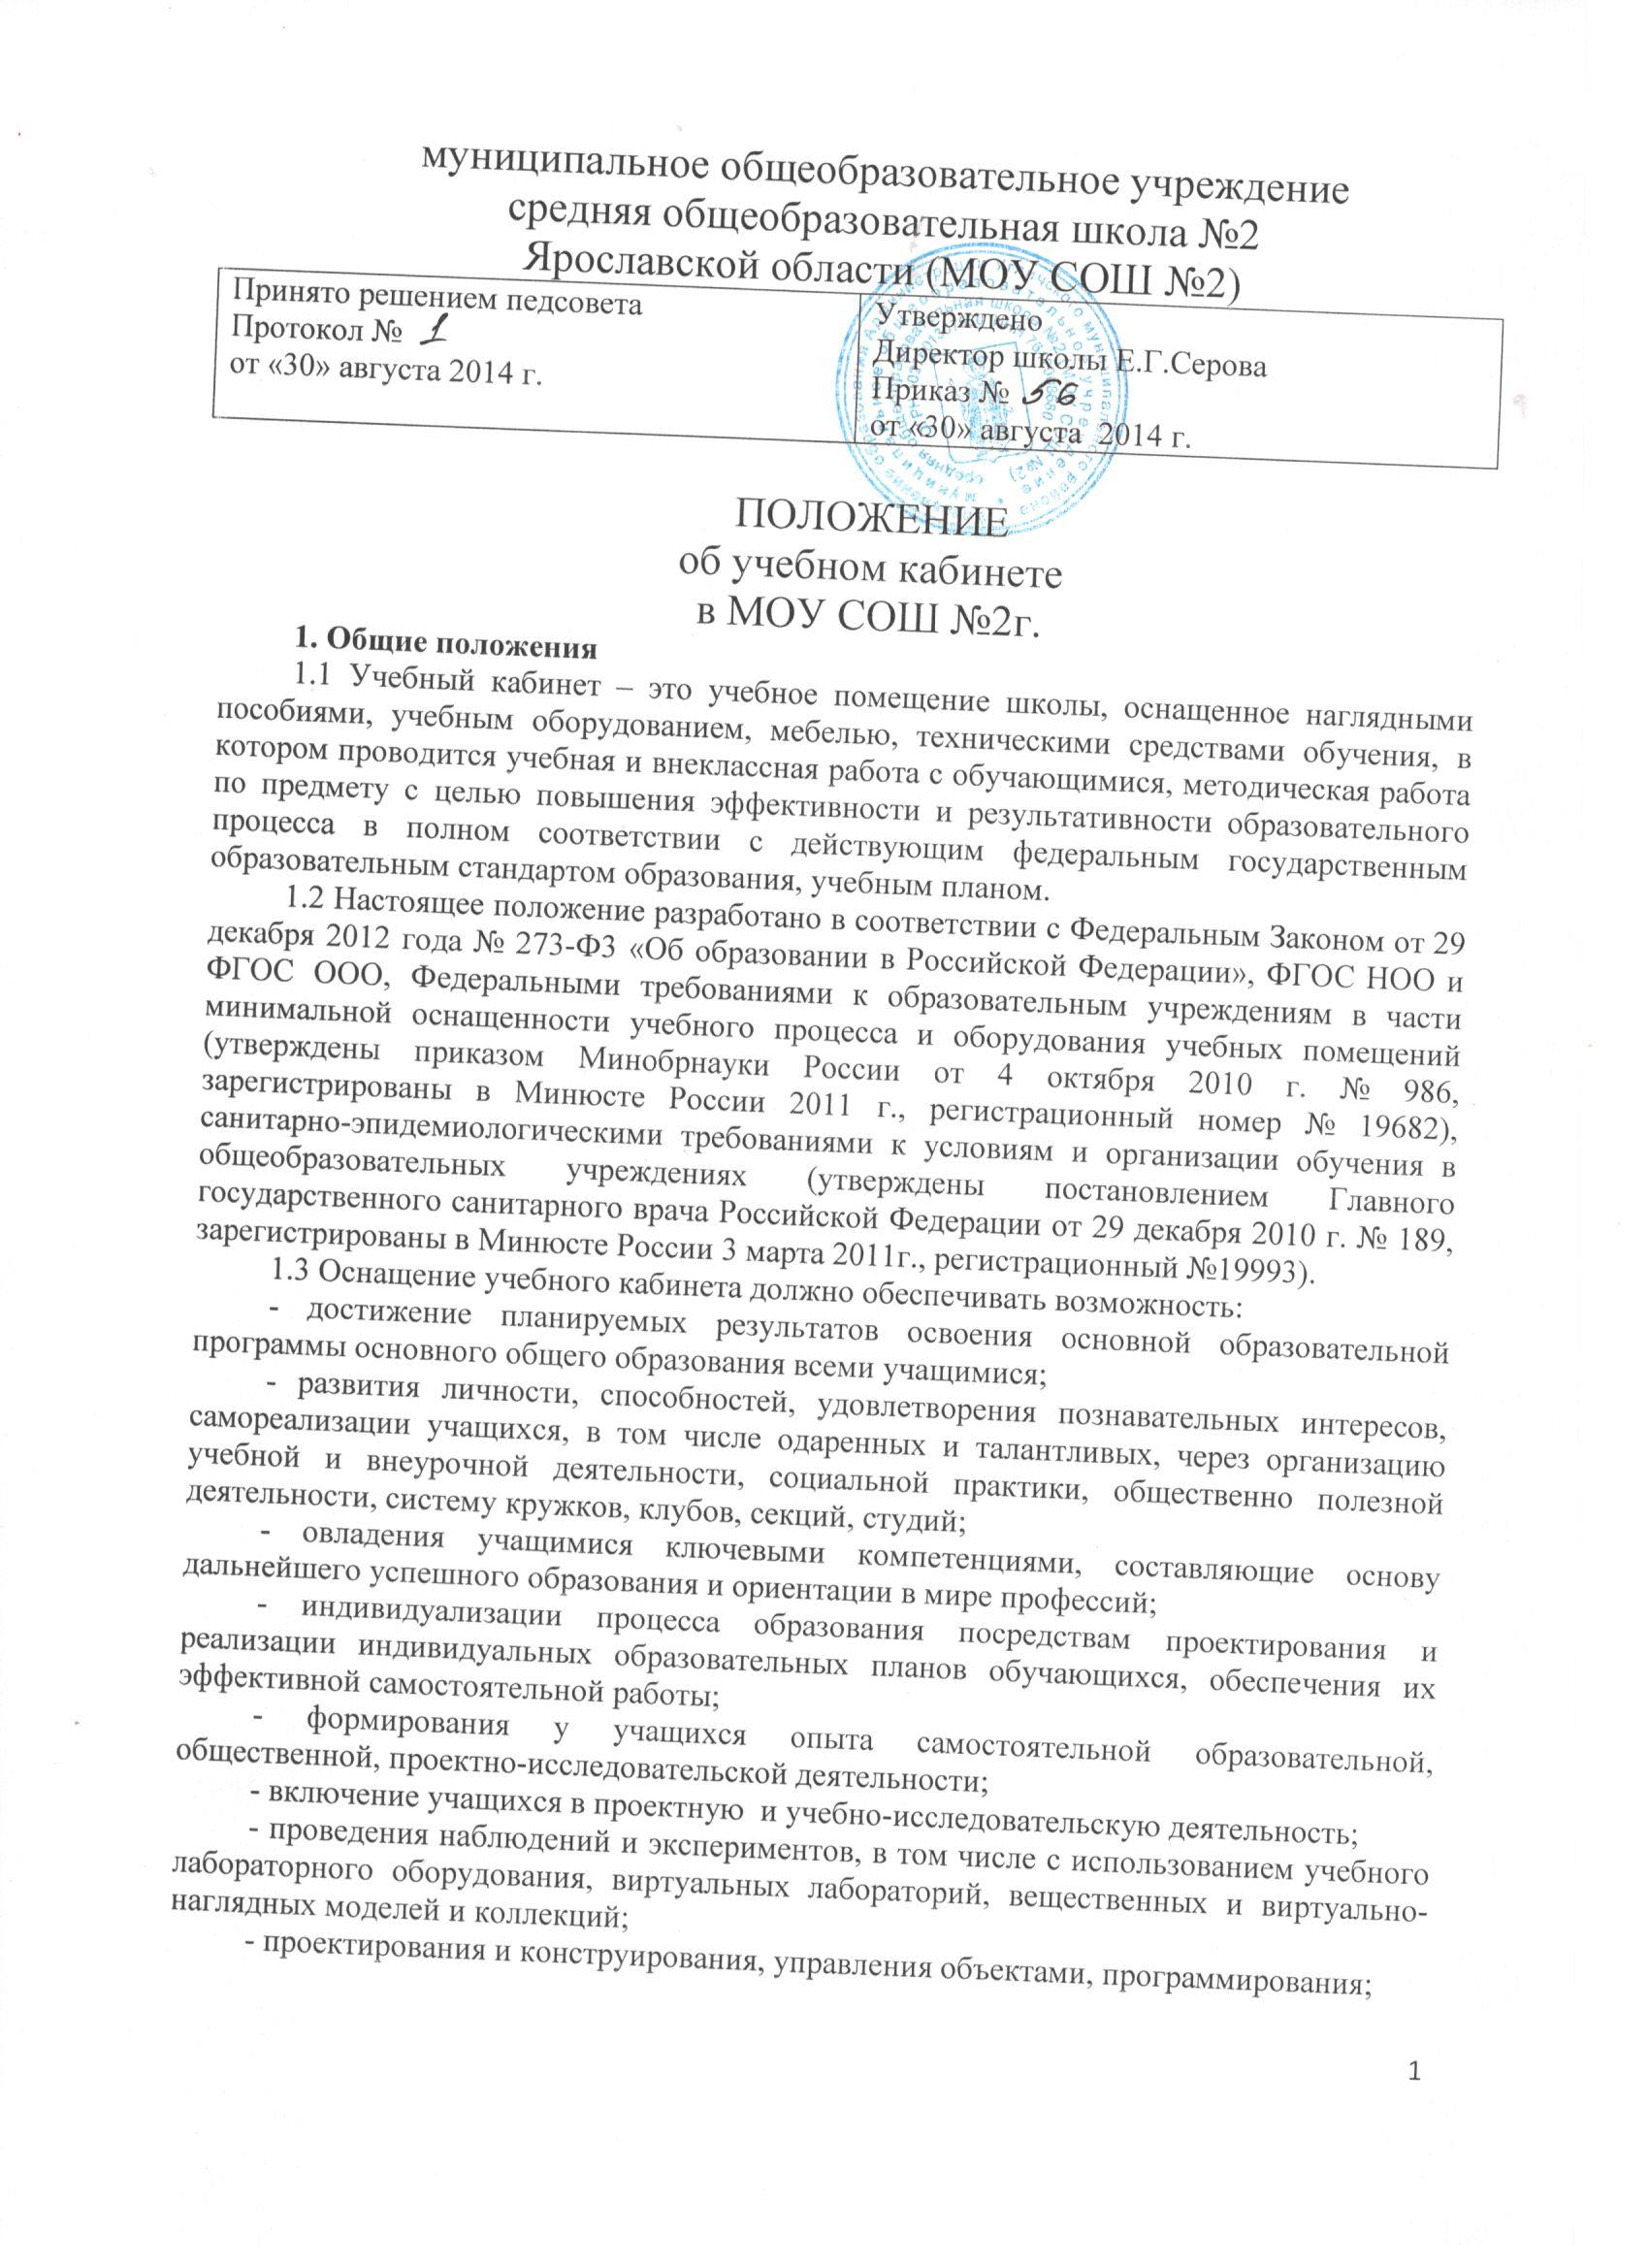 муниципальное общеобразовательное учреждение
средняя общеобразовательная школа №2
Ярославской области (МОУ СОШ №2)
Принято решением педсовета
Протокол № 1
от «30» августа 2014 г.
Утверждено
Директор школы Е.Г.Серова
Приказ № 56
от «30» августа 2014 г.
ПОЛОЖЕНИЕ
об учебном кабинете
в МОУ СОШ №2г.
1. Общие положения
1.1 Учебный кабинет – это учебное помещение школы, оснащенное наглядными
пособиями, учебным оборудованием, мебелью, техническими средствами обучения, в
котором проводится учебная и внеклассная работа с обучающимися, методическая работа
по предмету с целью повышения эффективности и результативности образовательного
процесса в полном соответствии с действующим федеральным государственным
образовательным стандартом образования, учебным планом.
1.2 Настоящее положение разработано в соответствии с Федеральным Законом от 29
декабря 2012 года № 273-ФЗ «Об образовании в Российской Федерации», ФГОС НОО и
ФГОС ООО, Федеральными требованиями к образовательным учреждениям в части
минимальной оснащенности учебного процесса и оборудования учебных помещений
(утверждены приказом Минобрнауки России от 4 октября 2010 г. № 986,
зарегистрированы в Минюсте России 2011 г., регистрационный номер № 19682),
санитарно-эпидемиологическими требованиями к условиям и организации обучения в
общеобразовательных учреждениях (утверждены постановлением Главного
государственного санитарного врача Российской Федерации от 29 декабря 2010 г. № 189,
зарегистрированы в Минюсте России 3 марта 2011г., регистрационный №19993).
1.3 Оснащение учебного кабинета должно обеспечивать возможность:
- достижение планируемых результатов освоения основной образовательной
программы основного общего образования всеми учащимися;
- развития личности, способностей, удовлетворения познавательных интересов,
самореализации учащихся, в том числе одаренных и талантливых, через организацию
учебной и внеурочной деятельности, социальной практики, общественно полезной
деятельности, систему кружков, клубов, секций, студий;
- овладения учащимися ключевыми компетенциями, составляющие основу
дальнейшего успешного образования и ориентации в мире профессий;
- индивидуализации процесса образования посредствам проектирования и
реализации индивидуальных образовательных планов обучающихся, обеспечения их
эффективной самостоятельной работы;
- формирования у учащихся опыта самостоятельной образовательной,
общественной, проектно-исследовательской деятельности;
- включение учащихся в проектную и учебно-исследовательскую деятельность;
- проведения наблюдений и экспериментов, в том числе с использованием учебного
лабораторного оборудования, виртуальных лабораторий, вещественных и виртуально-
наглядных моделей и коллекций;
- проектирования и конструирования, управления объектами, программирования;
1